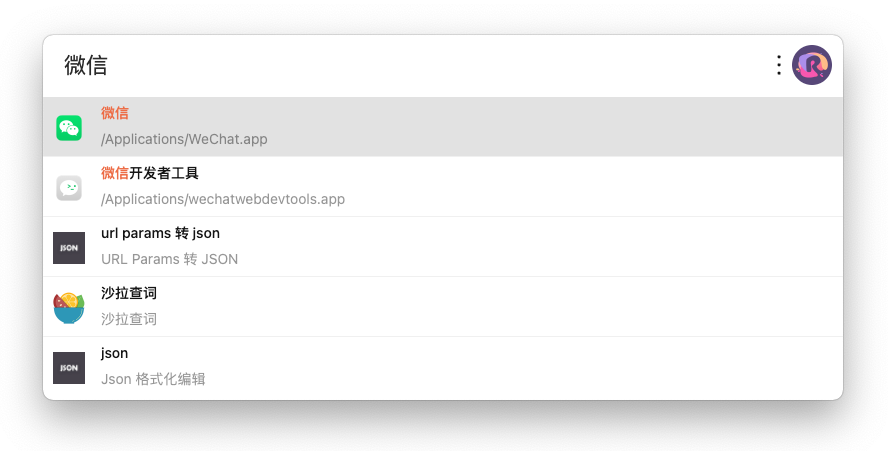 微信
微信
/Applications/WeChat.app
微信开发者工具
/Applications/wechatwebdevtools.app
JSON
url params 转 json
URL Params 转 JSON
沙拉查词
沙拉查词
JSON
json
Json 格式化编辑